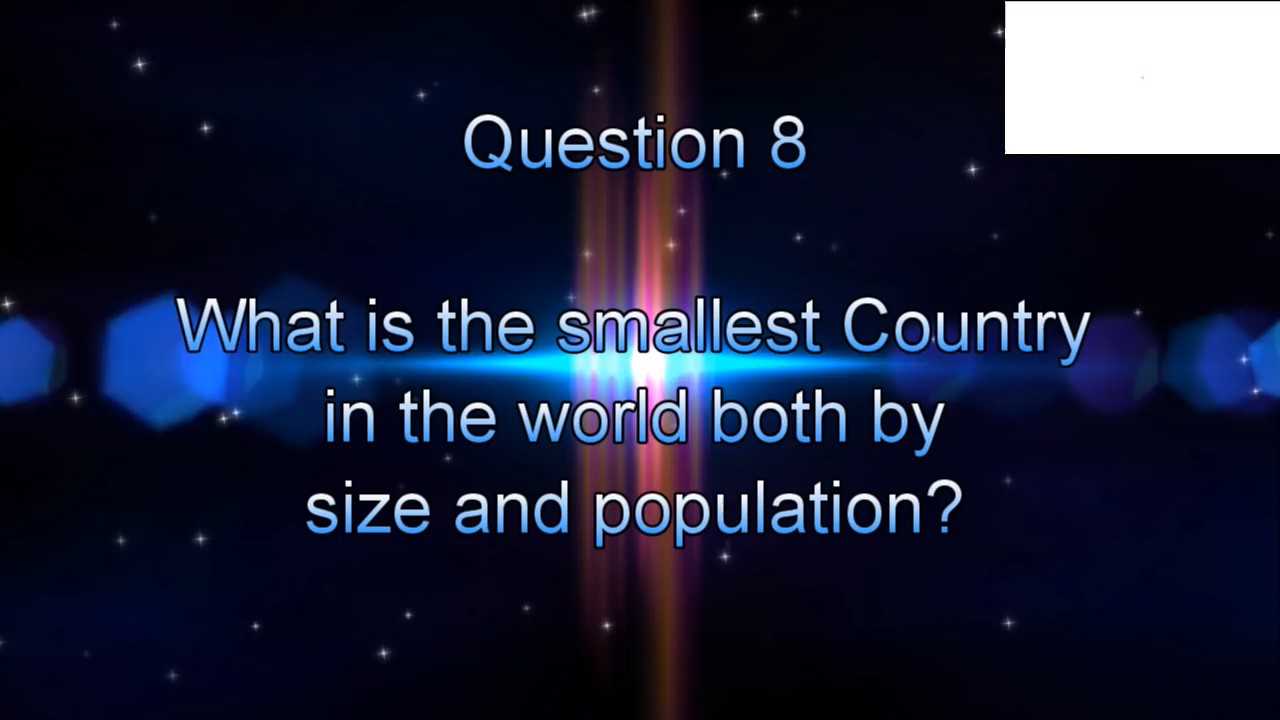 Question 8
What is the smallest Country
in the world both by
size and population?